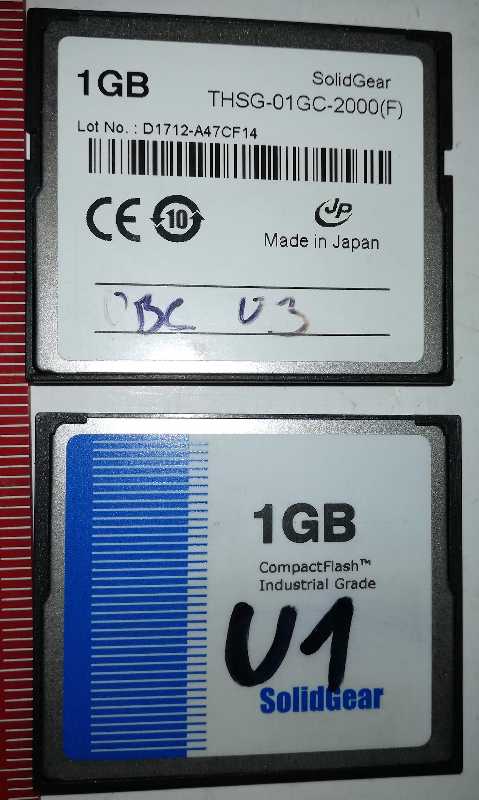 1GB
SolidGear
THSG-01GC-2000(F)
Lot No. : D1712-A47CF14
CE 10 JP
Made in Japan
OBC U3
1GB
CompactFlash™
Industrial Grade
U1
SolidGear